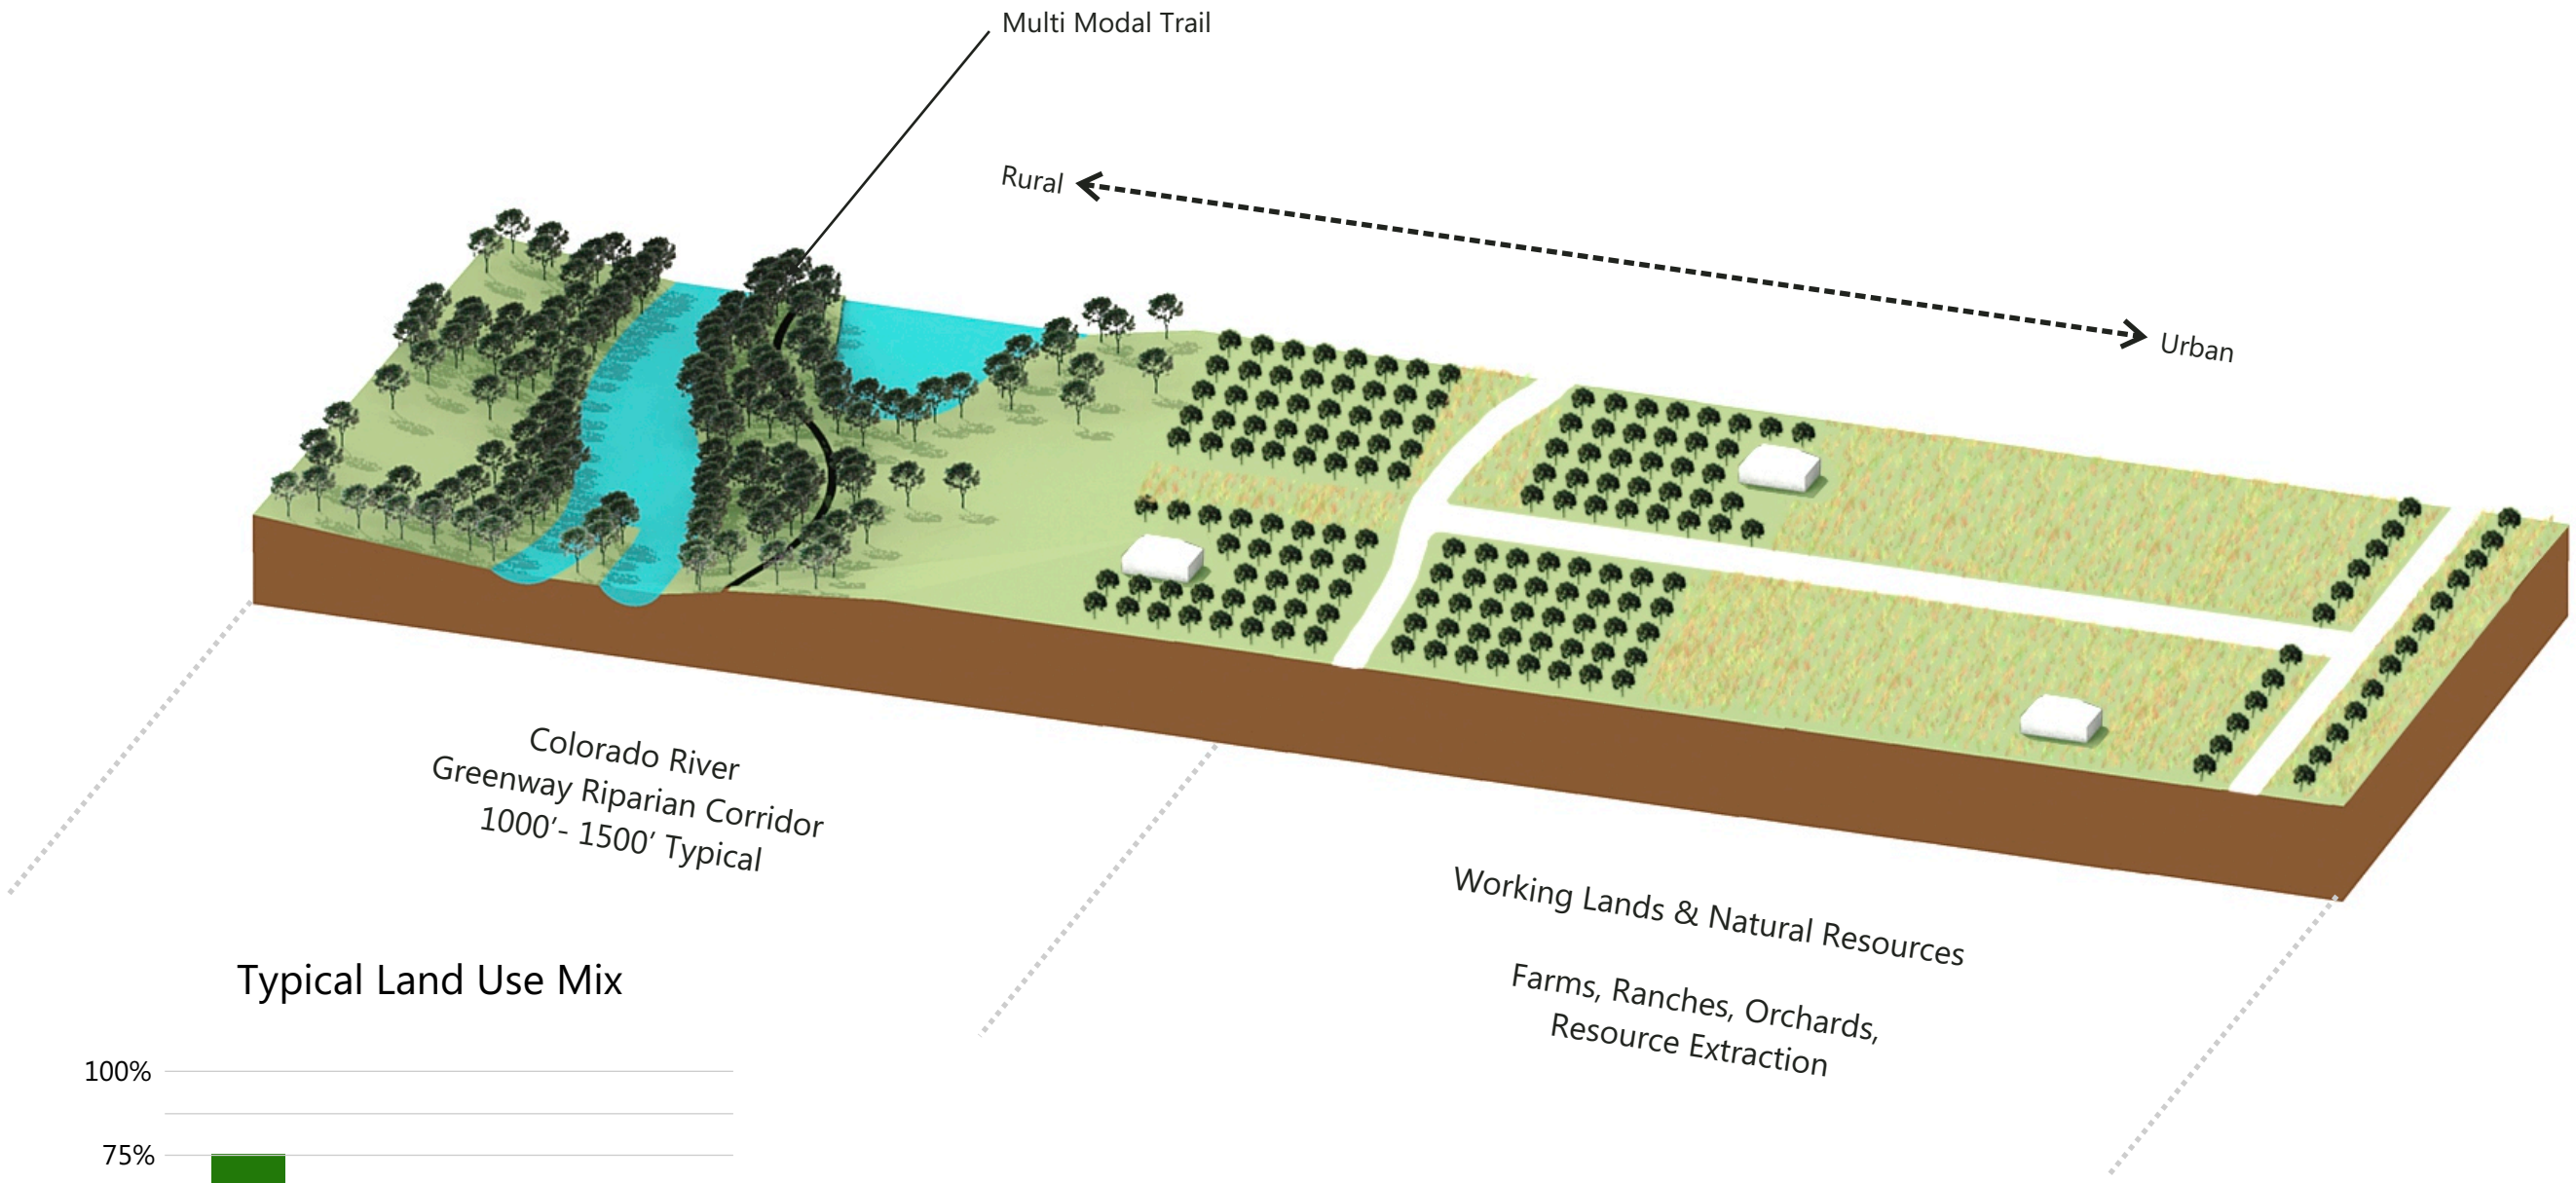 Multi Modal Trail
Rural
Urban
Colorado River
Greenway Riparian Corridor
1000’- 1500’ Typical
Working Lands & Natural Resources
Farms, Ranches, Orchards,
Resource Extraction
Typical Land Use Mix
100%
75%